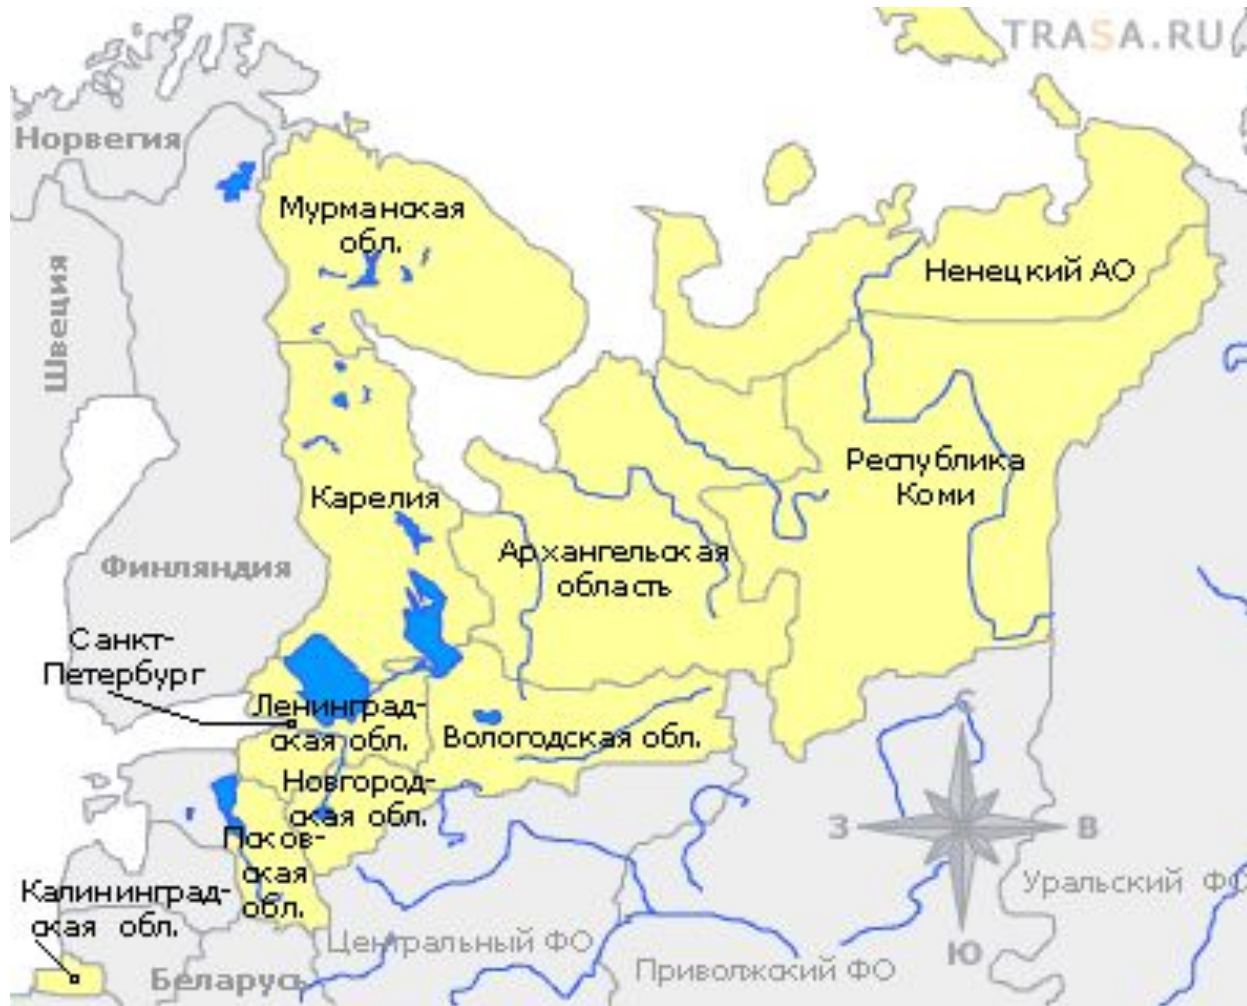 TRASA.RU
Норвегия
Мурманская
обл.
Швеция
Ненецкий АО
Республика
Коми
Карелия
Архангельская
область
Финляндия
Санкт-
Петербург
Ленинград-
ская обл.
Вологодская обл.
Новгород-
ская обл.
Псков-
ская
обл.
Калининград-
ская обл.
С
З
В
Ю
Уральский ФО
Центральный ФО
Приволжский ФО
Беларусь